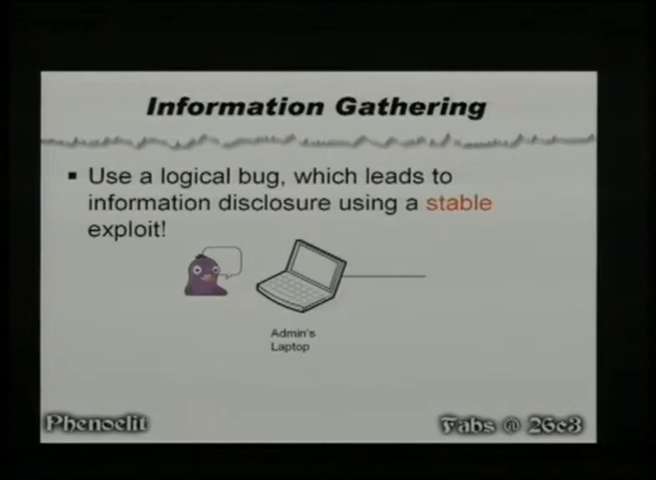 Information Gathering
▪ Use a logical bug, which leads to
information disclosure using a stable
exploit!
Admin's
Laptop
Phenoelit
Fabs @ 26c3